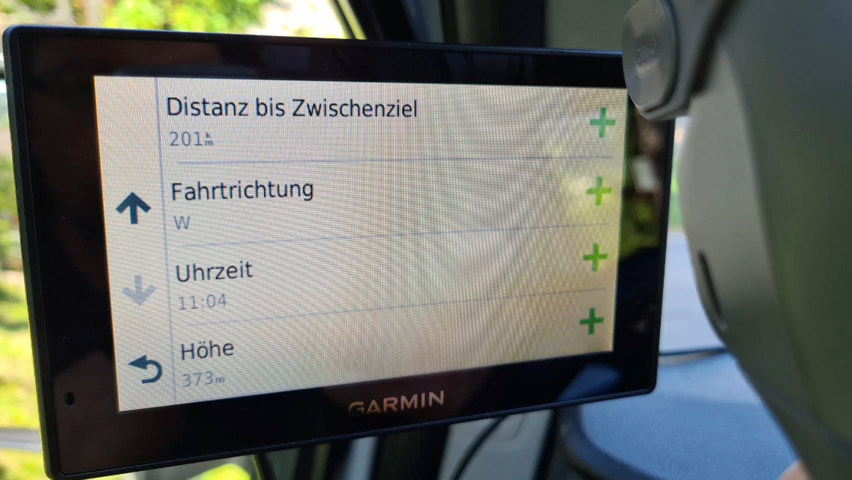 Distanz bis Zwischenziel
201km
Fahrtrichtung
W
Uhrzeit
11:04
Höhe
373m
GARMIN